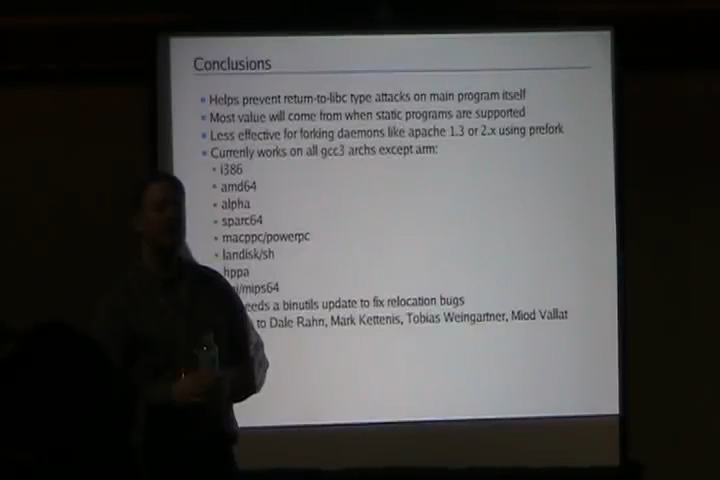 Conclusions
Helps prevent return-to-libc type attacks on main program itself
Most value will come from when static programs are supported
Less effective for forking daemons like apache 1.3 or 2.x using prefork
Currenly works on all gcc3 archs except arm:
i386
amd64
alpha
sparc64
macppc/powerpc
landisk/sh
hppa
/mips64
eeds a binutils update to fix relocation bugs
to Dale Rahn, Mark Kettenis, Tobias Weingartner, Miod Vallat